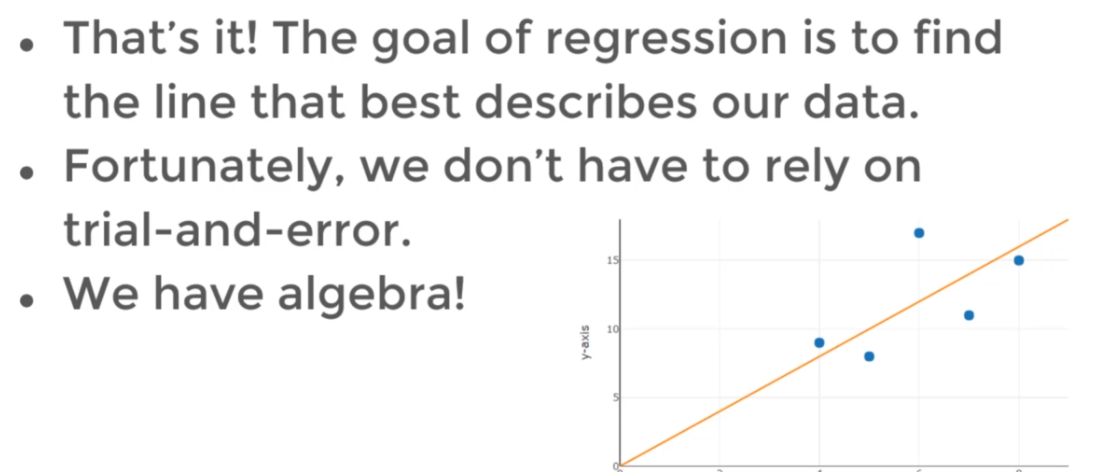 • That's it! The goal of regression is to find
the line that best describes our data.
• Fortunately, we don't have to rely on
trial-and-error.
• We have algebra!
15
10
y-axis
5
0